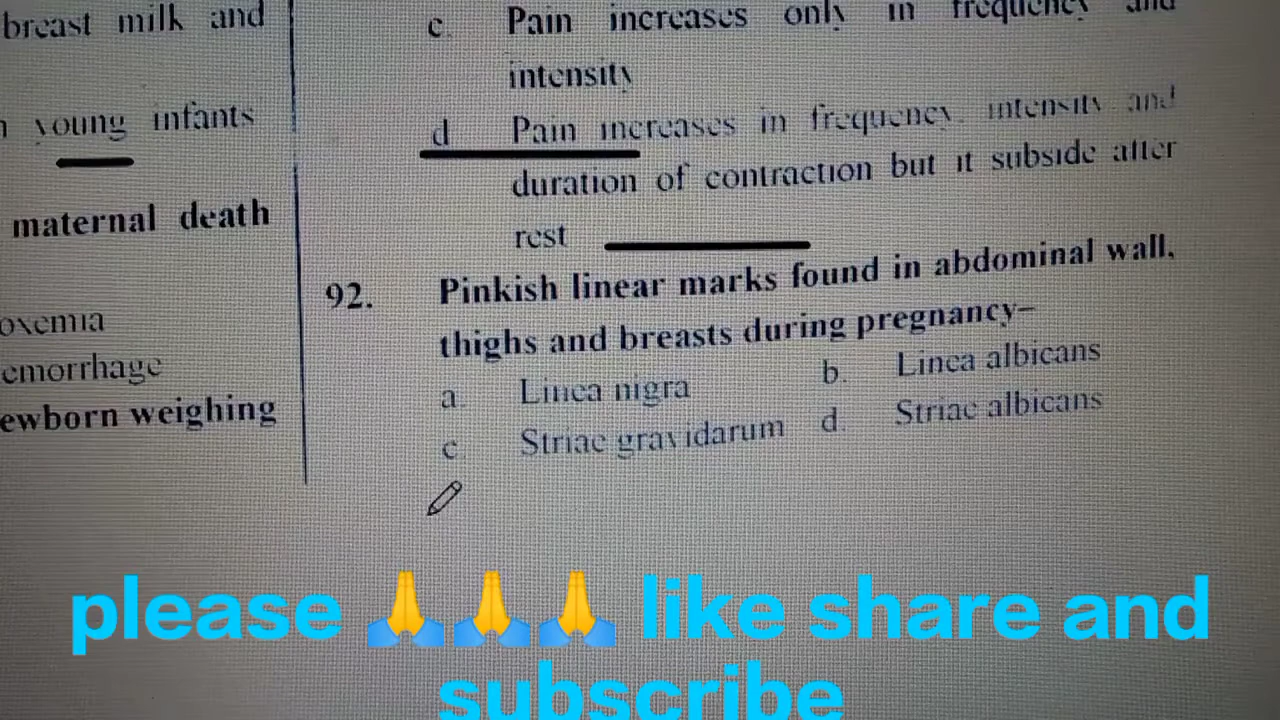 breast milk and
young infants
maternal death
oxemia
emorrhage
ewborn weighing
c. Pain increases only in frequency and
intensity
d Pain increases in frequency, intensity and
duration of contraction but it subside after
rest
92. Pinkish linear marks found in abdominal wall,
thighs and breasts during pregnancy–
a. Linea nigra b. Linea albicans
c. Striae gravidarum d. Striae albicans
please 🙏🙏🙏 like share and
subscribe